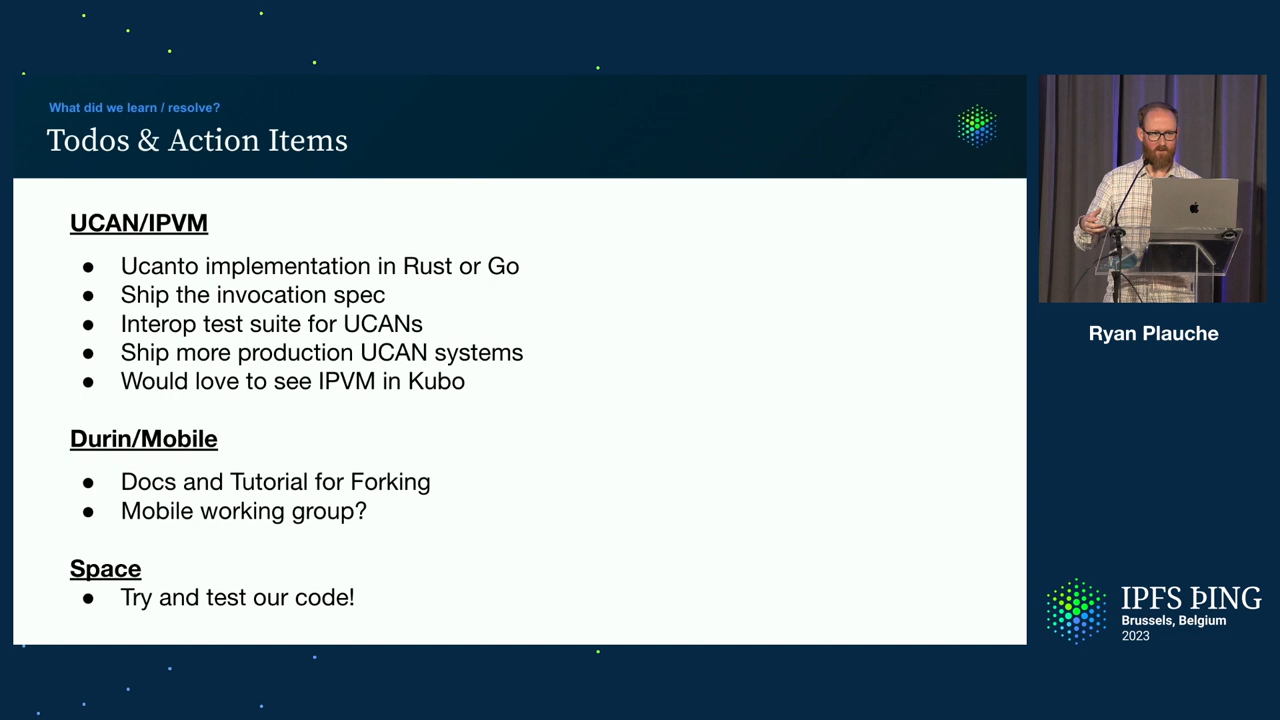 What did we learn / resolve?
Todos & Action Items
UCAN/IPVM
● Ucanto implementation in Rust or Go
● Ship the invocation spec
● Interop test suite for UCANs
● Ship more production UCAN systems
● Would love to see IPVM in Kubo
Durin/Mobile
● Docs and Tutorial for Forking
● Mobile working group?
Space
● Try and test our code!
Ryan Plauche
IPFS ÞING
Brussels, Belgium
2023